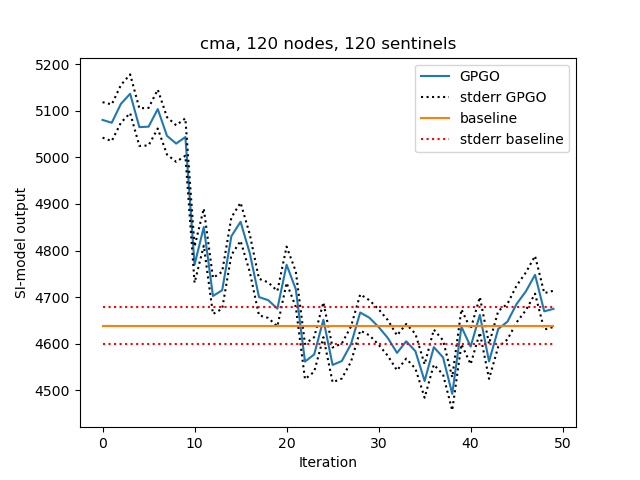 cma, 120 nodes, 120 sentinels
5200
5100
5000
4900
4800
4700
4600
4500
SI-model output
GPGO
stderr GPGO
baseline
stderr baseline
0
10
20
30
40
50
Iteration